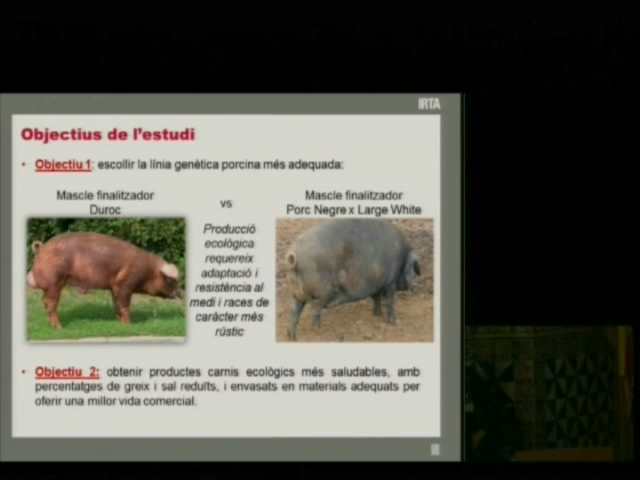 IRTA
Objectius de l'estudi
• Objectiu 1: escollir la línia genètica porcina més adequada:
Mascle finalitzador
Duroc
vs
Mascle finalitzador
Porc Negre x Large White
Producció
ecològica
requereix
adaptació i
resistència al
medi i races de
caràcter més
rústic
• Objectiu 2: obtenir productes carnis ecològics més saludables, amb
percentatges de greix i sal reduïts, i envasats en materials adequats per
oferir una millor vida comercial.